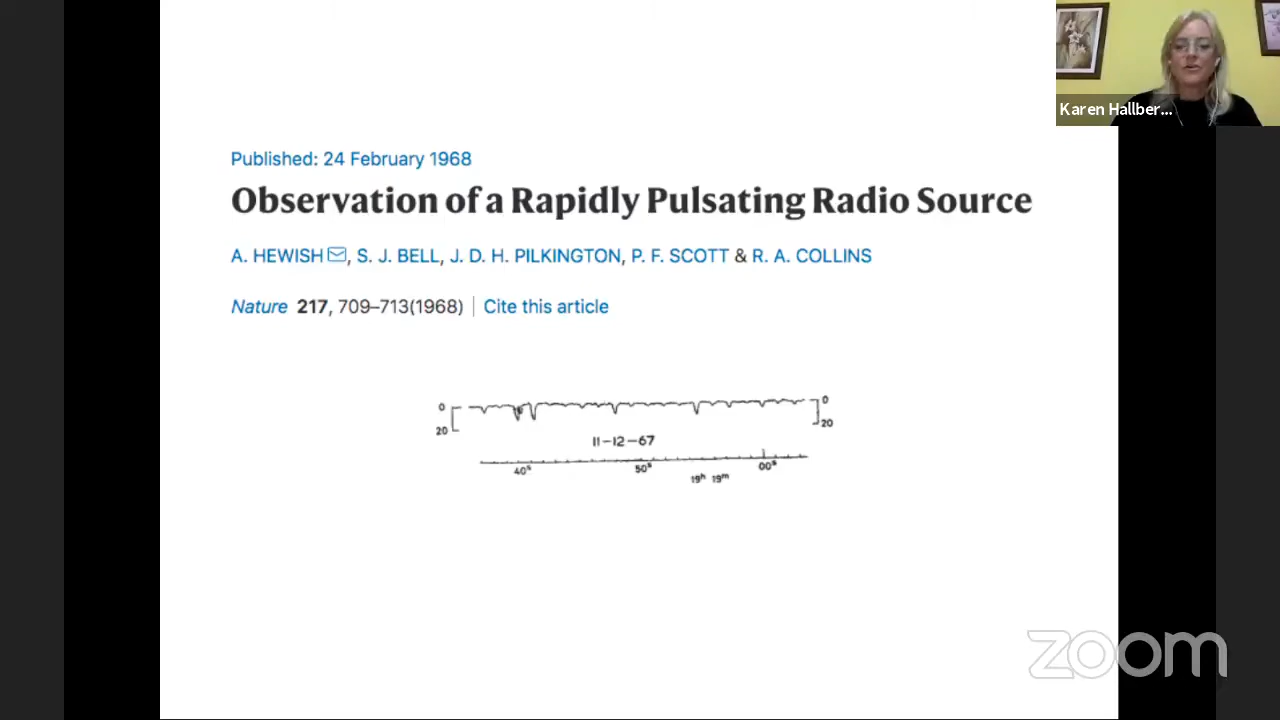 Karen Hallber...
Published: 24 February 1968
Observation of a Rapidly Pulsating Radio Source
A. HEWISH, S. J. BELL, J. D. H. PILKINGTON, P. F. SCOTT & R. A. COLLINS
Nature 217, 709–713(1968) | Cite this article
0 0
20 20
11–12–67
40ˢ 50ˢ 00ˢ
19ʰ 19ᵐ
zoom